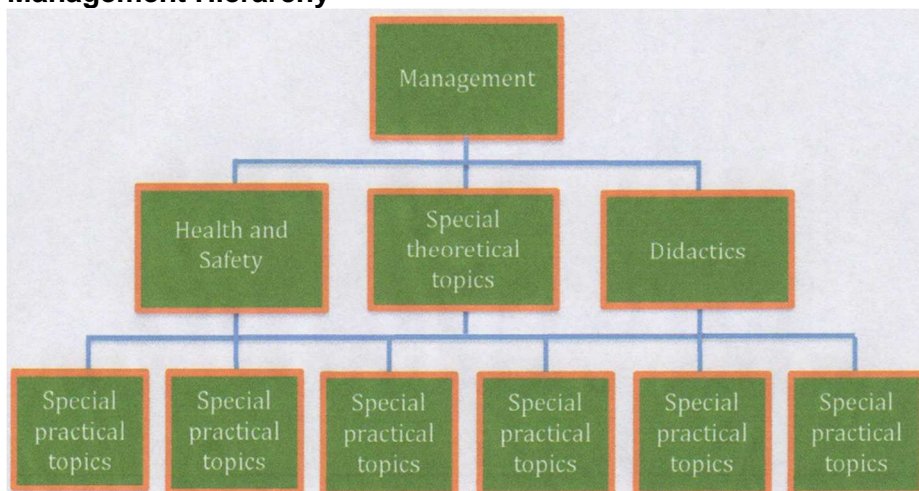 Management Hierarchy
Management
Health and
Safety
Special
theoretical
topics
Didactics
Special
practical
topics
Special
practical
topics
Special
practical
topics
Special
practical
topics
Special
practical
topics
Special
practical
topics